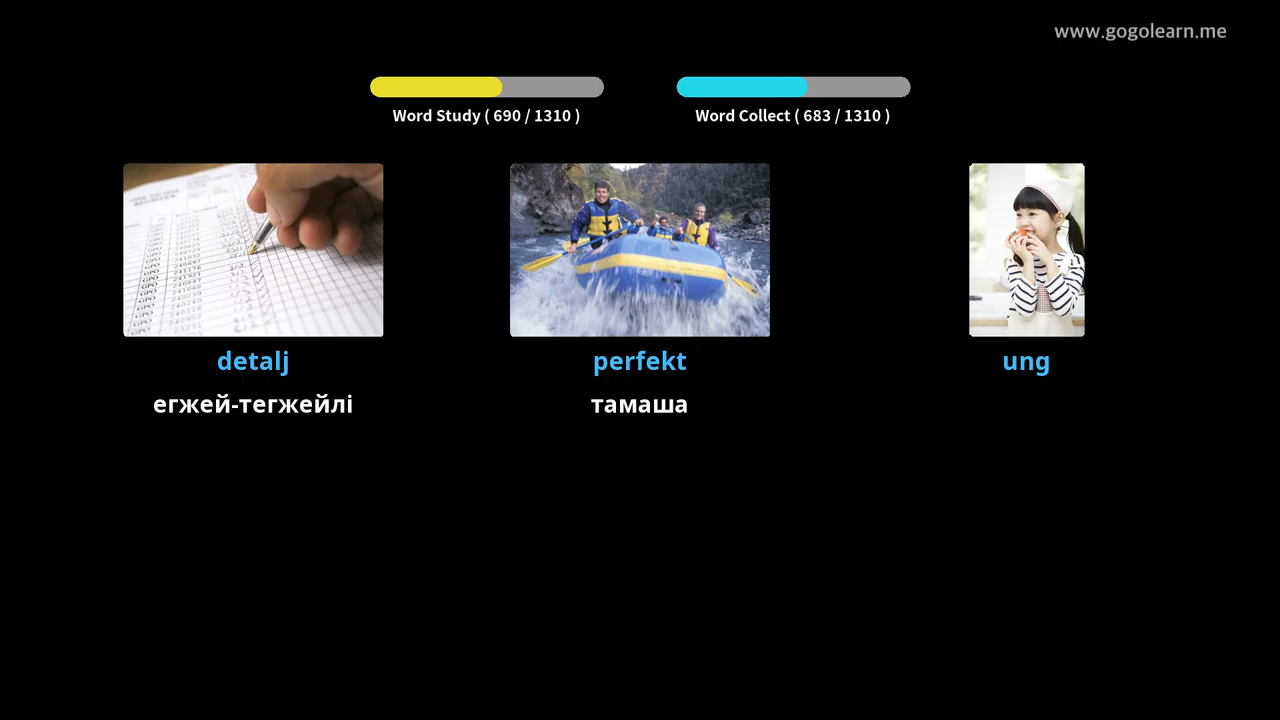 www.gogolearn.me
Word Study ( 690 / 1310 )
Word Collect ( 683 / 1310 )
detalj
perfekt
ung
егжей-тегжейлі
тамаша